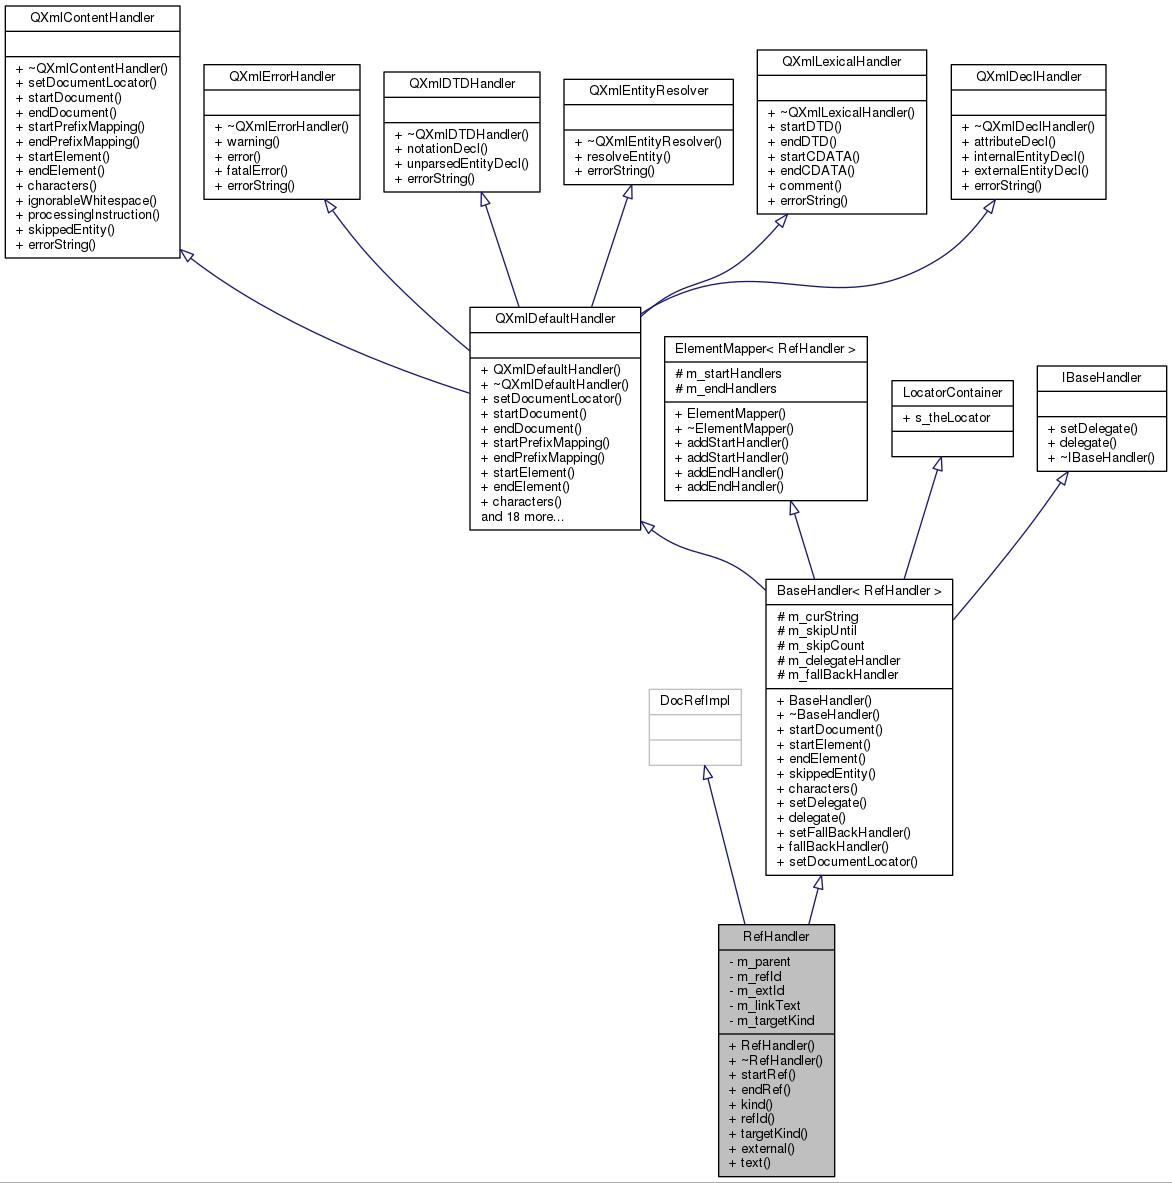 QXmlContentHandler
+ ~QXmlContentHandler()
+ setDocumentLocator()
+ startDocument()
+ endDocument()
+ startPrefixMapping()
+ endPrefixMapping()
+ startElement()
+ endElement()
+ characters()
+ ignorableWhitespace()
+ processingInstruction()
+ skippedEntity()
+ errorString()
QXmlErrorHandler
+ ~QXmlErrorHandler()
+ warning()
+ error()
+ fatalError()
+ errorString()
QXmlDTDHandler
+ ~QXmlDTDHandler()
+ notationDecl()
+ unparsedEntityDecl()
+ errorString()
QXmlEntityResolver
+ ~QXmlEntityResolver()
+ resolveEntity()
+ errorString()
QXmlLexicalHandler
+ ~QXmlLexicalHandler()
+ startDTD()
+ endDTD()
+ startCDATA()
+ endCDATA()
+ comment()
+ errorString()
QXmlDeclHandler
+ ~QXmlDeclHandler()
+ attributeDecl()
+ internalEntityDecl()
+ externalEntityDecl()
+ errorString()
QXmlDefaultHandler
+ QXmlDefaultHandler()
+ ~QXmlDefaultHandler()
+ setDocumentLocator()
+ startDocument()
+ endDocument()
+ startPrefixMapping()
+ endPrefixMapping()
+ startElement()
+ endElement()
+ characters()
and 18 more...
ElementMapper< RefHandler >
# m_startHandlers
# m_endHandlers
+ ElementMapper()
+ ~ElementMapper()
+ addStartHandler()
+ addStartHandler()
+ addEndHandler()
+ addEndHandler()
LocatorContainer
+ s_theLocator
IBaseHandler
+ setDelegate()
+ delegate()
+ ~IBaseHandler()
BaseHandler< RefHandler >
# m_curString
# m_skipUntil
# m_skipCount
# m_delegateHandler
# m_fallBackHandler
+ BaseHandler()
+ ~BaseHandler()
+ startDocument()
+ startElement()
+ endElement()
+ skippedEntity()
+ characters()
+ setDelegate()
+ delegate()
+ setFallBackHandler()
+ fallBackHandler()
+ setDocumentLocator()
DocRefImpl
RefHandler
- m_parent
- m_refId
- m_extId
- m_linkText
- m_targetKind
+ RefHandler()
+ ~RefHandler()
+ startRef()
+ endRef()
+ kind()
+ refId()
+ targetKind()
+ external()
+ text()